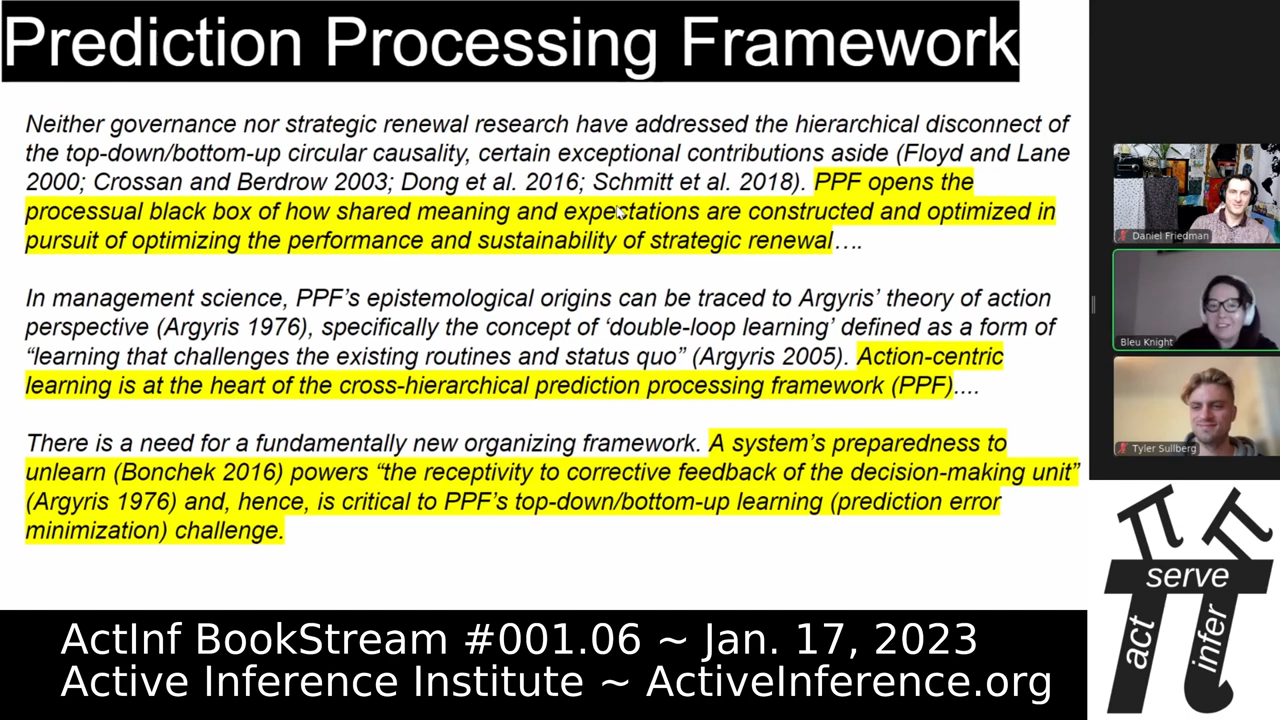 Prediction Processing Framework
Neither governance nor strategic renewal research have addressed the hierarchical disconnect of
the top-down/bottom-up circular causality, certain exceptional contributions aside (Floyd and Lane
2000; Crossan and Berdrow 2003; Dong et al. 2016; Schmitt et al. 2018). PPF opens the
processual black box of how shared meaning and expectations are constructed and optimized in
pursuit of optimizing the performance and sustainability of strategic renewal….
In management science, PPF’s epistemological origins can be traced to Argyris’ theory of action
perspective (Argyris 1976), specifically the concept of ‘double-loop learning’ defined as a form of
“learning that challenges the existing routines and status quo” (Argyris 2005). Action-centric
learning is at the heart of the cross-hierarchical prediction processing framework (PPF)....
There is a need for a fundamentally new organizing framework. A system’s preparedness to
unlearn (Bonchek 2016) powers “the receptivity to corrective feedback of the decision-making unit”
(Argyris 1976) and, hence, is critical to PPF’s top-down/bottom-up learning (prediction error
minimization) challenge.
Daniel Friedman
Bleu Knight
Tyler Sullberg
serve
act
infer
ActInf BookStream #001.06 ~ Jan. 17, 2023
Active Inference Institute ~ ActiveInference.org